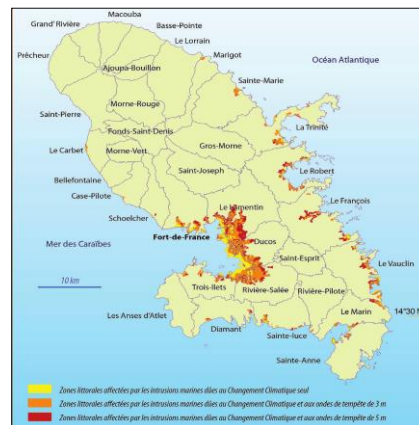 Macouba
Grand' Rivière
Basse-Pointe
Le Lorrain
Marigot
Océan Atlantique
Prêcheur
Ajoupa-Bouillon
Sainte-Marie
Morne-Rouge
Saint-Pierre
La Trinité
Fonds-Saint-Denis
Gros-Morne
Le Carbet
Morne-Vert
Saint-Joseph
Le Robert
Bellefontaine
Case-Pilote
Le Lamentin
Le François
Schoelcher
Fort-de-France
Ducos
Mer des Caraïbes
Saint-Esprit
Le Vauclin
10 km
Trois-Ilets
Rivière-Salée
Rivière-Pilote
14°30 N
Les Anses d'Atlet
Le Marin
Diamant
Sainte-luce
Sainte-Anne
Zones littorales affectées par les intrusions marines dûes au Changement Climatique seul
Zones littorales affectées par les intrusions marines dûes au Changement Climatique et aux ondes de tempête de 3 m
Zones littorales affectées par les intrusions marines dûes au Changement Climatique et aux ondes de tempête de 5 m